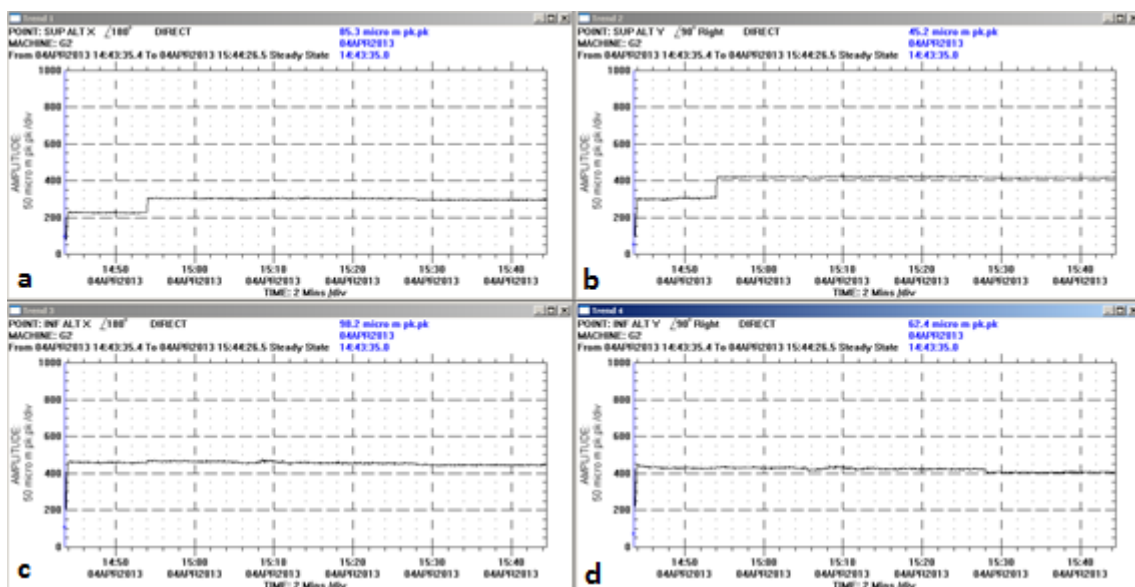 Trend 1
POINT: SUP ALT X ∠180° DIRECT 85.3 micro m pk.pk
MACHINE: G2 04APR2013
From 04APR2013 14:43:35.4 To 04APR2013 15:44:26.5 Steady State 14:43:35.0
AMPLITUDE:
50 micro m pk.pk /div
1000
800
600
400
200
0
14:50 15:00 15:10 15:20 15:30 15:40
04APR2013 04APR2013 04APR2013 04APR2013 04APR2013 04APR2013
TIME: 2 Mins /div
a
Trend 2
POINT: SUP ALT Y ∠90° Right DIRECT 45.2 micro m pk.pk
MACHINE: G2 04APR2013
From 04APR2013 14:43:35.4 To 04APR2013 15:44:26.5 Steady State 14:43:35.0
AMPLITUDE:
50 micro m pk.pk /div
1000
800
600
400
200
0
14:50 15:00 15:10 15:20 15:30 15:40
04APR2013 04APR2013 04APR2013 04APR2013 04APR2013 04APR2013
TIME: 2 Mins /div
b
Trend 3
POINT: INF ALT X ∠180° DIRECT 98.2 micro m pk.pk
MACHINE: G2 04APR2013
From 04APR2013 14:43:35.4 To 04APR2013 15:44:26.5 Steady State 14:43:35.0
AMPLITUDE:
50 micro m pk.pk /div
1000
800
600
400
200
0
14:50 15:00 15:10 15:20 15:30 15:40
04APR2013 04APR2013 04APR2013 04APR2013 04APR2013 04APR2013
TIME: 2 Mins /div
c
Trend 4
POINT: INF ALT Y ∠90° Right DIRECT 62.4 micro m pk.pk
MACHINE: G2 04APR2013
From 04APR2013 14:43:35.4 To 04APR2013 15:44:26.5 Steady State 14:43:35.0
AMPLITUDE:
50 micro m pk.pk /div
1000
800
600
400
200
0
14:50 15:00 15:10 15:20 15:30 15:40
04APR2013 04APR2013 04APR2013 04APR2013 04APR2013 04APR2013
TIME: 2 Mins /div
d